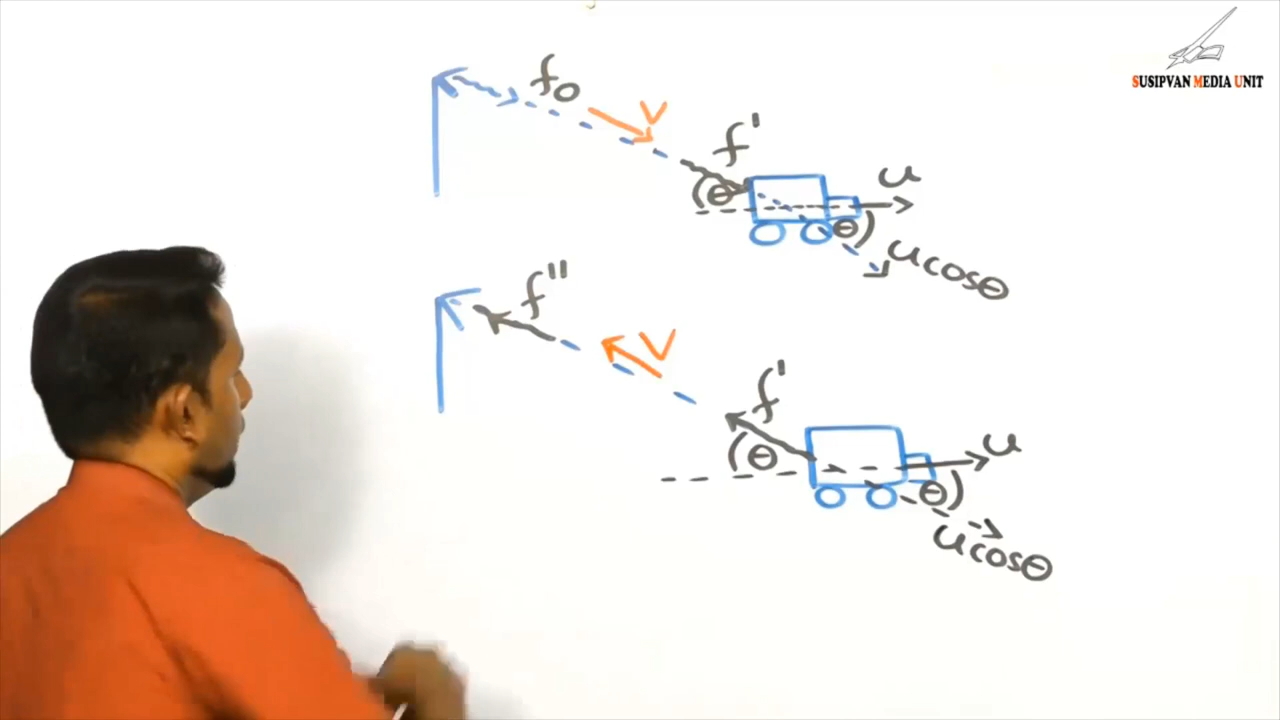 SUSIPVAN MEDIA UNIT
f₀
V
f'
θ
u
θ
u cosθ
f''
V
f'
θ
u
θ
u cosθ